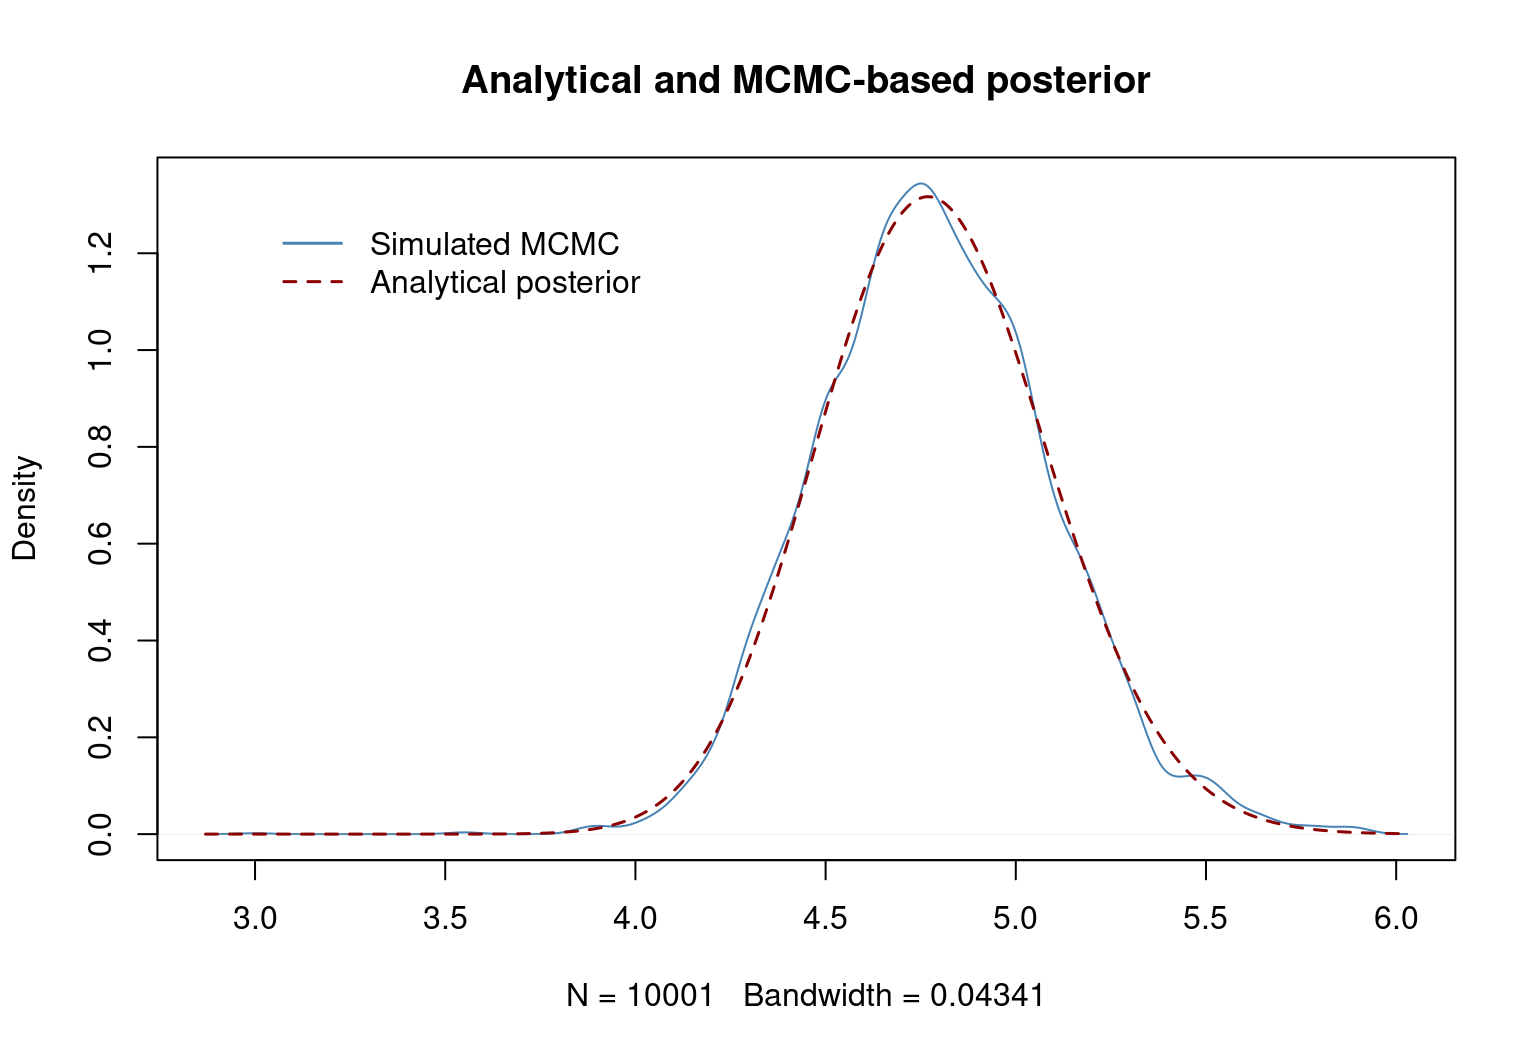 Analytical and MCMC-based posterior
Simulated MCMC
Analytical posterior
Density
0.0 0.2 0.4 0.6 0.8 1.0 1.2
3.0 3.5 4.0 4.5 5.0 5.5 6.0
N = 10001 Bandwidth = 0.04341